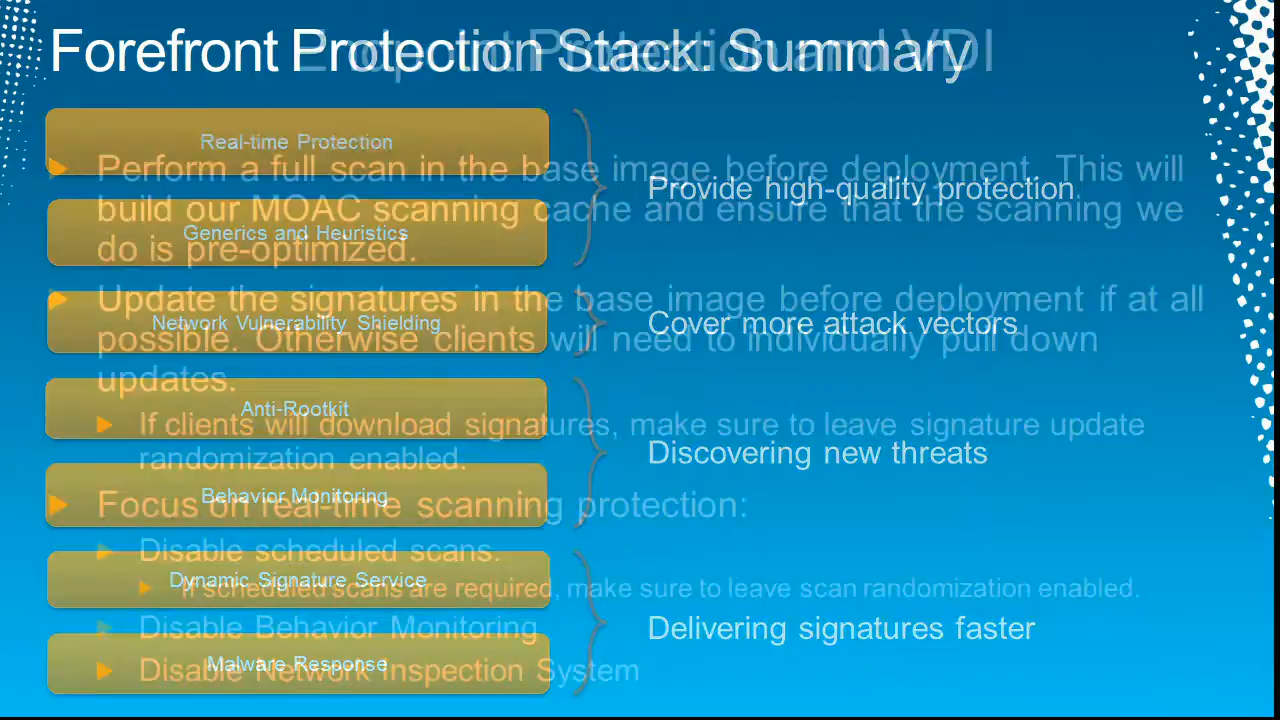 Forefront Protection Stack: Summary
Protection and VDI
Real-time Protection
Generics and Heuristics
Provide high-quality protection
Network Vulnerability Shielding
Cover more attack vectors
Anti-Rootkit
Behavior Monitoring
Discovering new threats
Dynamic Signature Service
Malware Response
Delivering signatures faster
Perform a full scan in the base image before deployment. This will
build our MOAC scanning cache and ensure that the scanning we
do is pre-optimized.
Update the signatures in the base image before deployment if at all
possible. Otherwise clients will need to individually pull down
updates.
If clients will download signatures, make sure to leave signature update
randomization enabled.
Focus on real-time scanning protection:
Disable scheduled scans.
If scheduled scans are required, make sure to leave scan randomization enabled.
Disable Behavior Monitoring
Disable Network Inspection System